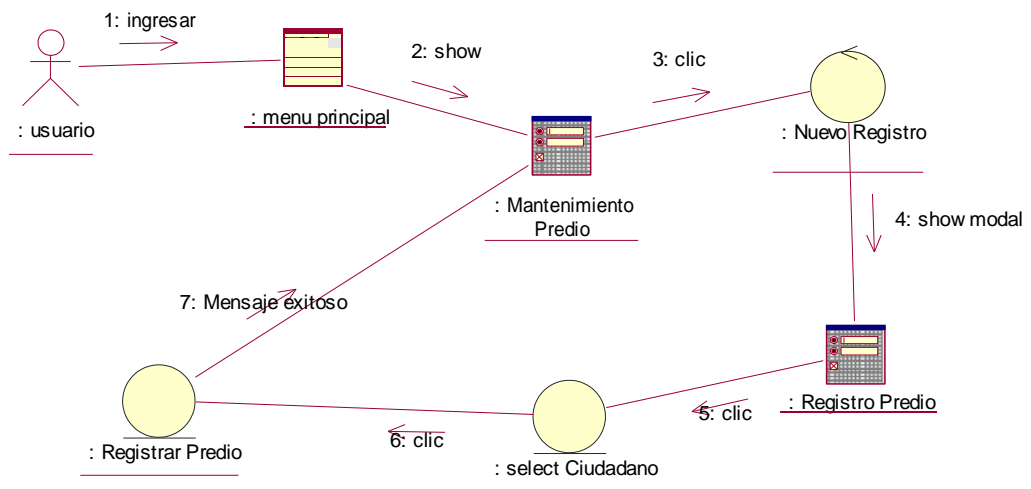 1: ingresar
: usuario
: menu principal
2: show
: Mantenimiento
Predio
3: clic
: Nuevo Registro
4: show modal
: Registro Predio
5: clic
: select Ciudadano
6: clic
: Registrar Predio
7: Mensaje exitoso